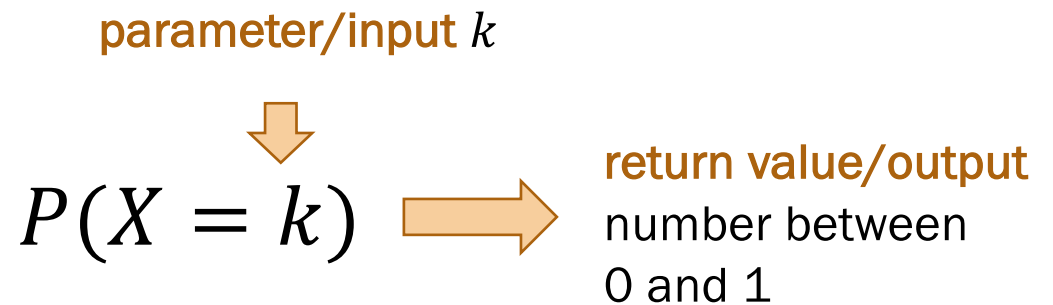 parameter/input k
P(X = k)
return value/output
number between
0 and 1